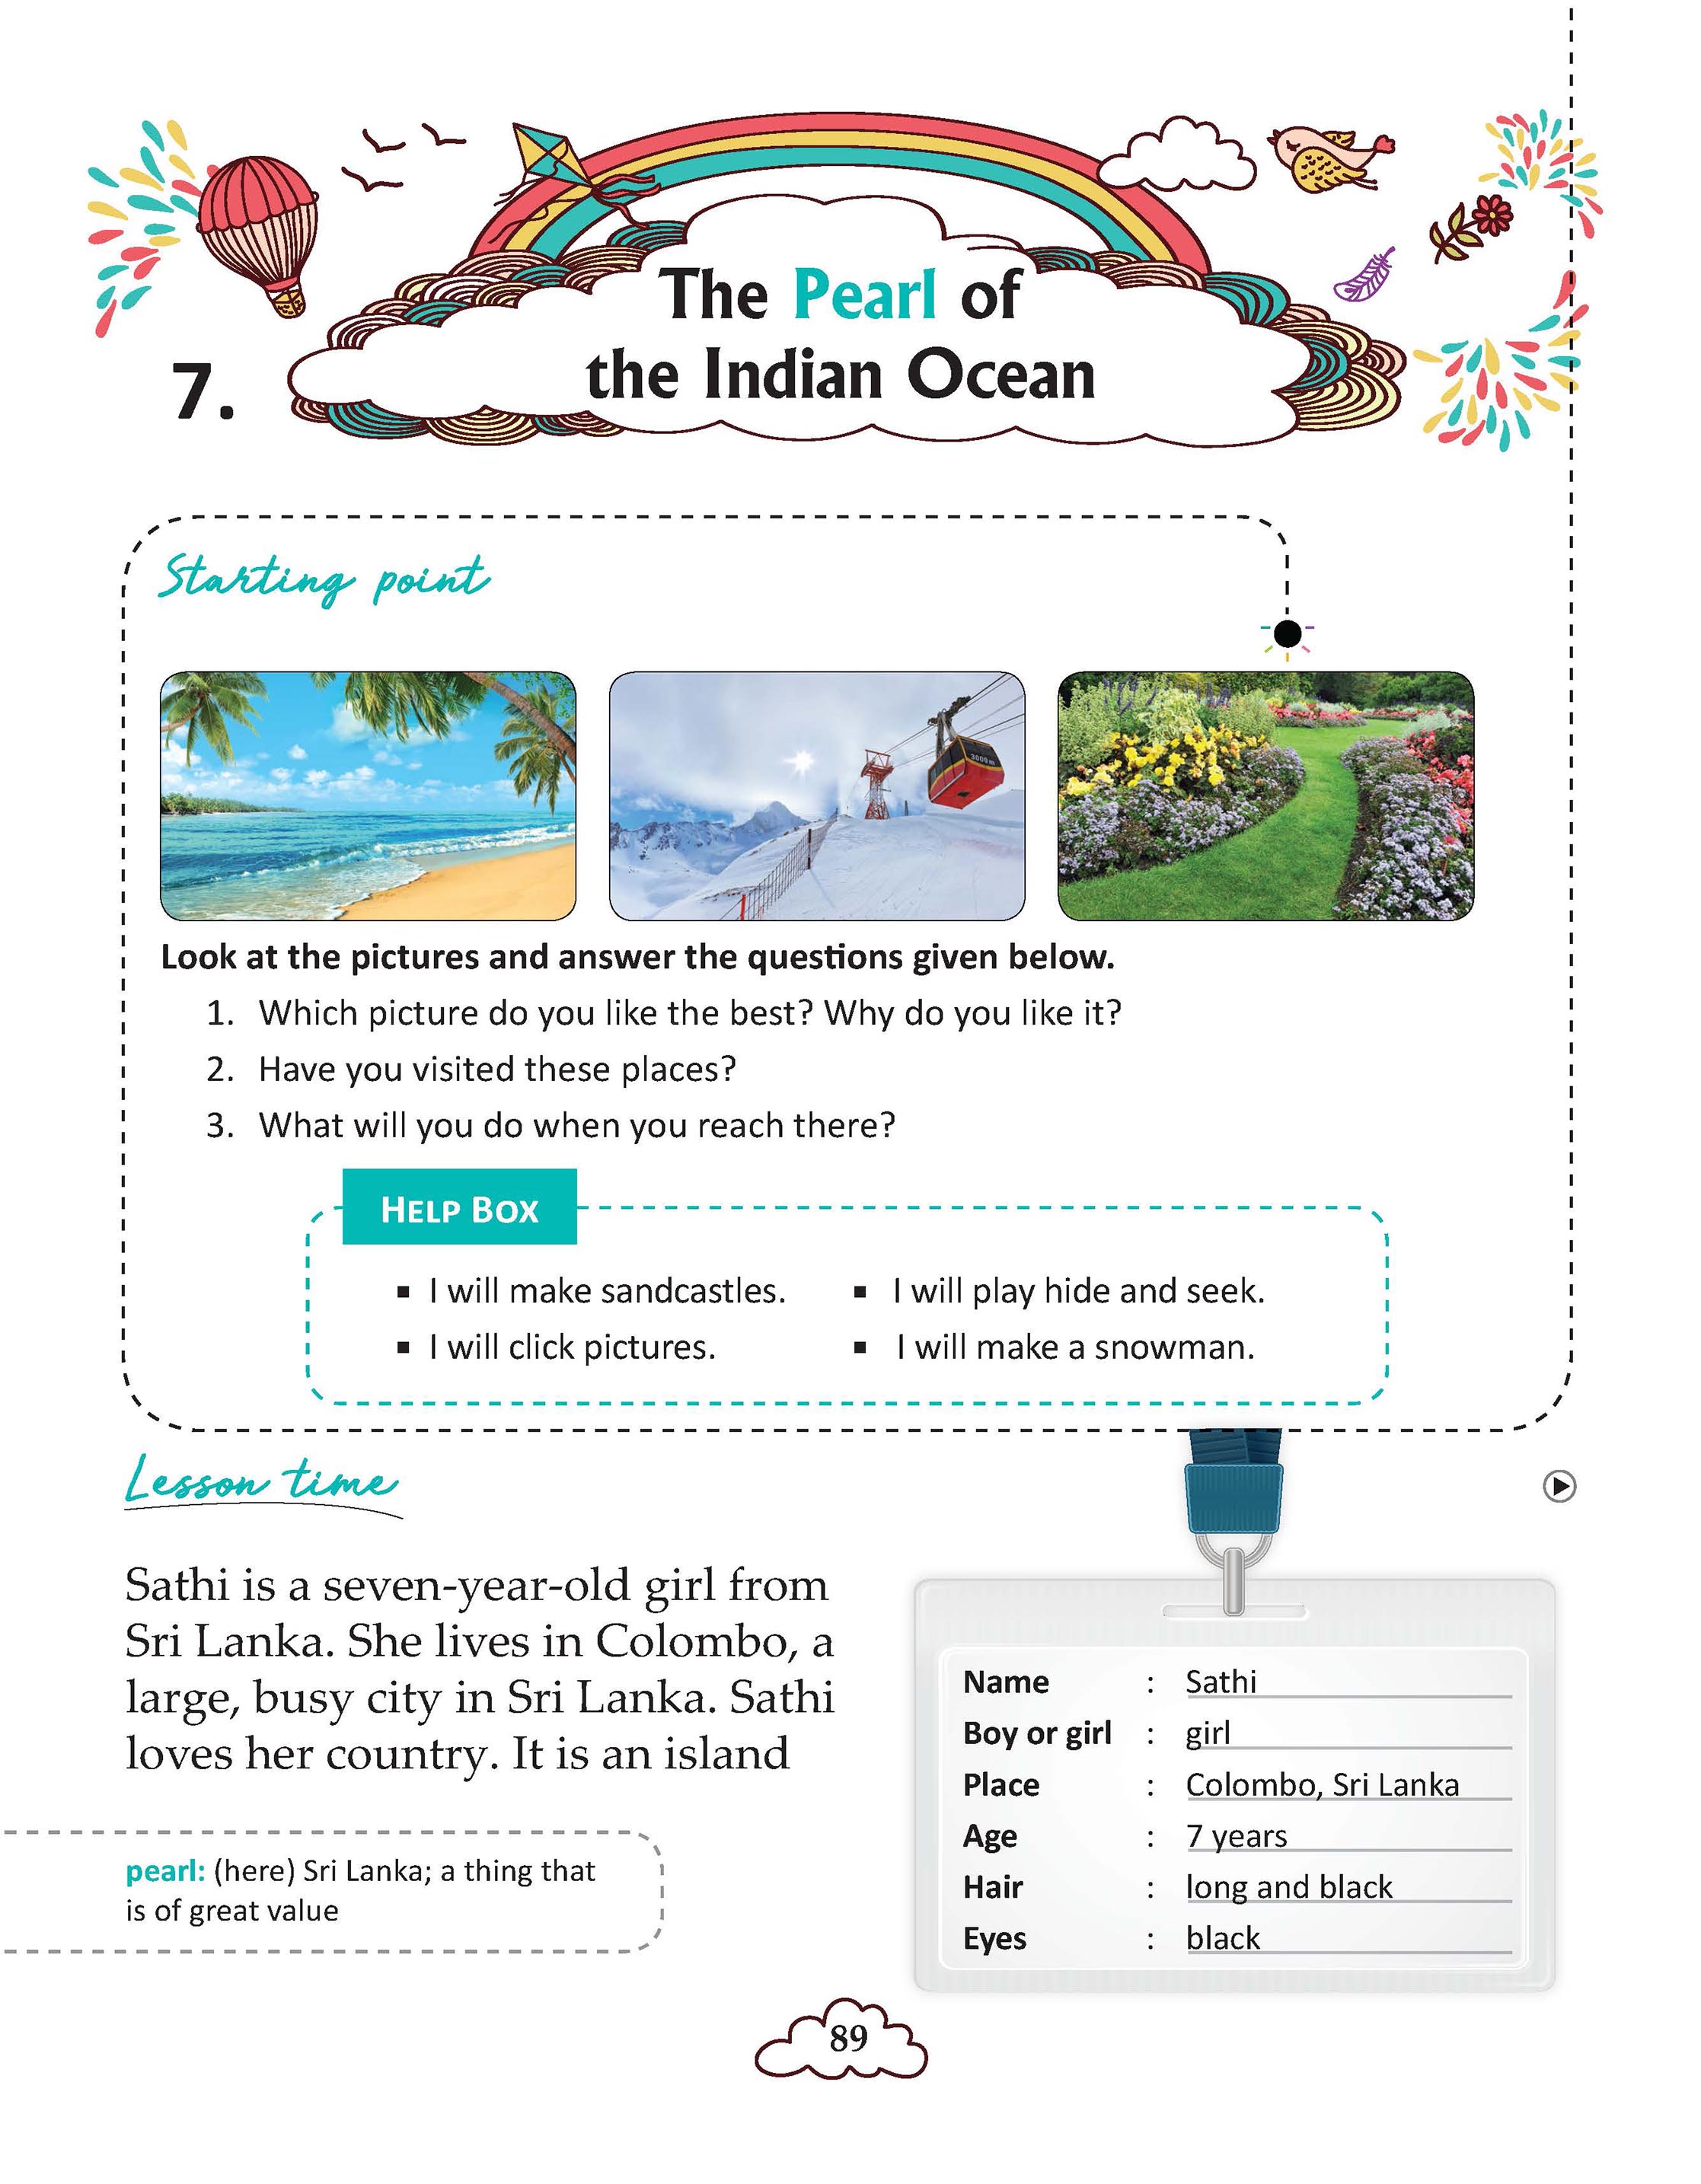 7.
The Pearl of
the Indian Ocean
Starting point
3000 m
Look at the pictures and answer the questions given below.
1. Which picture do you like the best? Why do you like it?
2. Have you visited these places?
3. What will you do when you reach there?
HELP BOX
▪ I will make sandcastles.
▪ I will play hide and seek.
▪ I will click pictures.
▪ I will make a snowman.
Lesson time
Sathi is a seven-year-old girl from
Sri Lanka. She lives in Colombo, a
large, busy city in Sri Lanka. Sathi
loves her country. It is an island
Name : Sathi
Boy or girl : girl
Place : Colombo, Sri Lanka
Age : 7 years
Hair : long and black
Eyes : black
pearl: (here) Sri Lanka; a thing that
is of great value
89